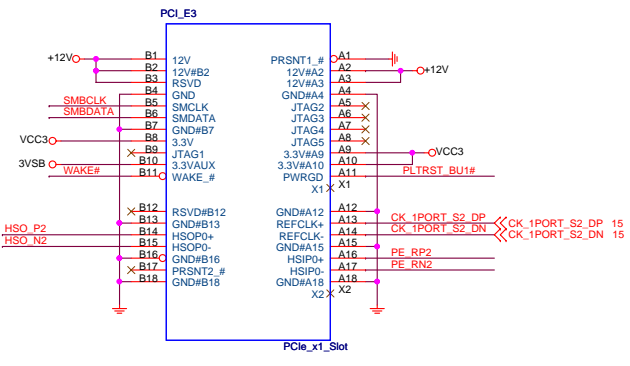 PCI_E3
+12V B1 12V PRSNT1_# A1
B2 12V#B2 12V#A2 A2 +12V
B3 RSVD 12V#A3 A3
B4 GND GND#A4 A4
SMBCLK B5 SMCLK JTAG2 A5
SMBDATA B6 SMDATA JTAG3 A6
B7 GND#B7 JTAG4 A7
VCC3 B8 3.3V JTAG5 A8
B9 JTAG1 3.3V#A9 A9 VCC3
3VSB B10 3.3VAUX 3.3V#A10 A10
WAKE# B11 WAKE_# PWRGD A11 PLTRST_BU1#
X1 X1
B12 RSVD#B12 GND#A12 A12
B13 GND#B13 REFCLK+ A13 CK_1PORT_S2_DP CK_1PORT_S2_DP 15
HSO_P2 B14 HSOP0+ REFCLK- A14 CK_1PORT_S2_DN CK_1PORT_S2_DN 15
HSO_N2 B15 HSOP0- GND#A15 A15
B16 GND#B16 HSIP0+ A16 PE_RP2
B17 PRSNT2_# HSIP0- A17 PE_RN2
B18 GND#B18 GND#A18 A18
X2 X2
PCIe_x1_Slot